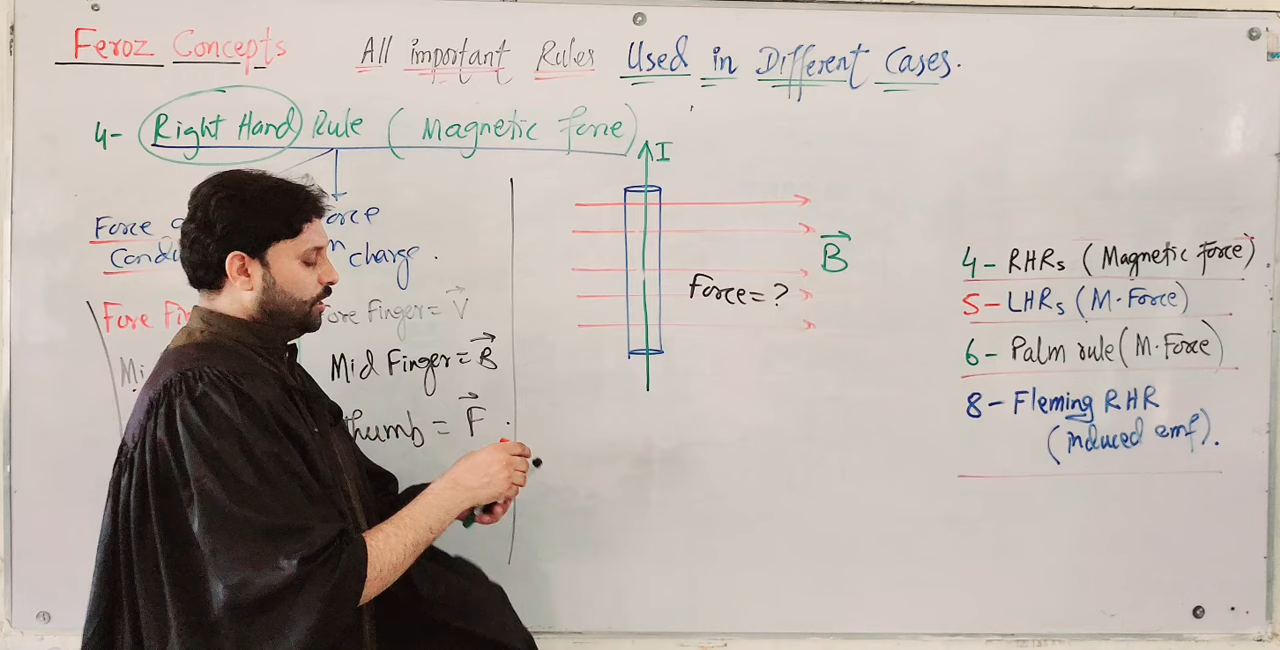 Feroz Concepts
All important Rules Used in Different Cases.
4- Right Hand Rule (Magnetic force)
Force
Force
charge.
Fore
Fore Finger = V
Mid Finger = B
Thumb = F.
I
B
Force = ?
4- RHRs (Magnetic Force).
5- LHRs (M. Force)
6- Palm rule (M. Force)
8- Fleming RHR
(induced emf).